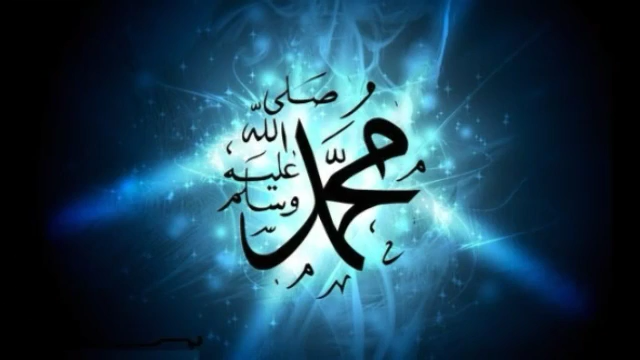 محمد
صلى
الله
عليه
وسلم